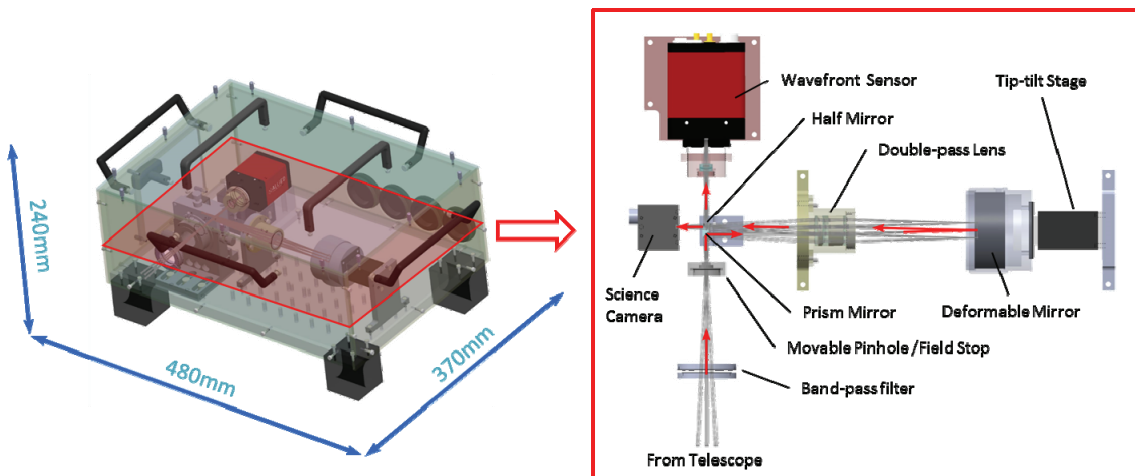 240mm
480mm
370mm
Wavefront Sensor
Tip-tilt Stage
Half Mirror
Double-pass Lens
Science
Camera
Prism Mirror
Deformable Mirror
Movable Pinhole/Field Stop
Band-pass filter
From Telescope